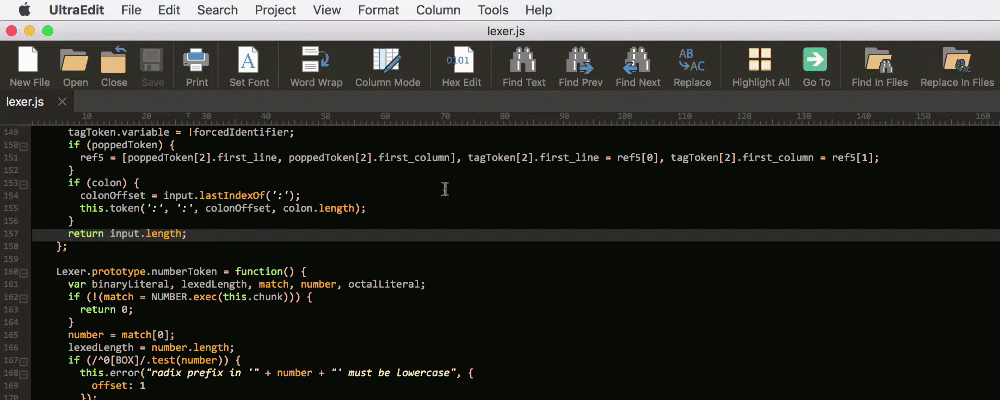 UltraEdit File Edit Search Project View Format Column Tools Help
lexer.js
0101 AB AC A
New File Open Close Save Print Set Font Word Wrap Column Mode Hex Edit Find Text Find Prev Find Next Replace Highlight All Go To Find In Files Replace In Files
lexer.js ×
10 20 30 40 50 60 70 80 90 100 110 120 130 140 150 160
149 tagToken.variable = !forcedIdentifier;
150 if (poppedToken) {
151 ref5 = [poppedToken[2].first_line, poppedToken[2].first_column], tagToken[2].first_line = ref5[0], tagToken[2].first_column = ref5[1];
152 }
153 if (colon) {
154 colonOffset = input.lastIndexOf(':');
155 this.token(':', ':', colonOffset, colon.length);
156 }
157 return input.length;
158 };
159
160 Lexer.prototype.numberToken = function() {
161 var binaryLiteral, lexedLength, match, number, octalLiteral;
162 if (!(match = NUMBER.exec(this.chunk))) {
163 return 0;
164 }
165 number = match[0];
166 lexedLength = number.length;
167 if (/^0[BOX]/.test(number)) {
168 this.error("radix prefix in '" + number + "' must be lowercase", {
169 offset: 1
170 });